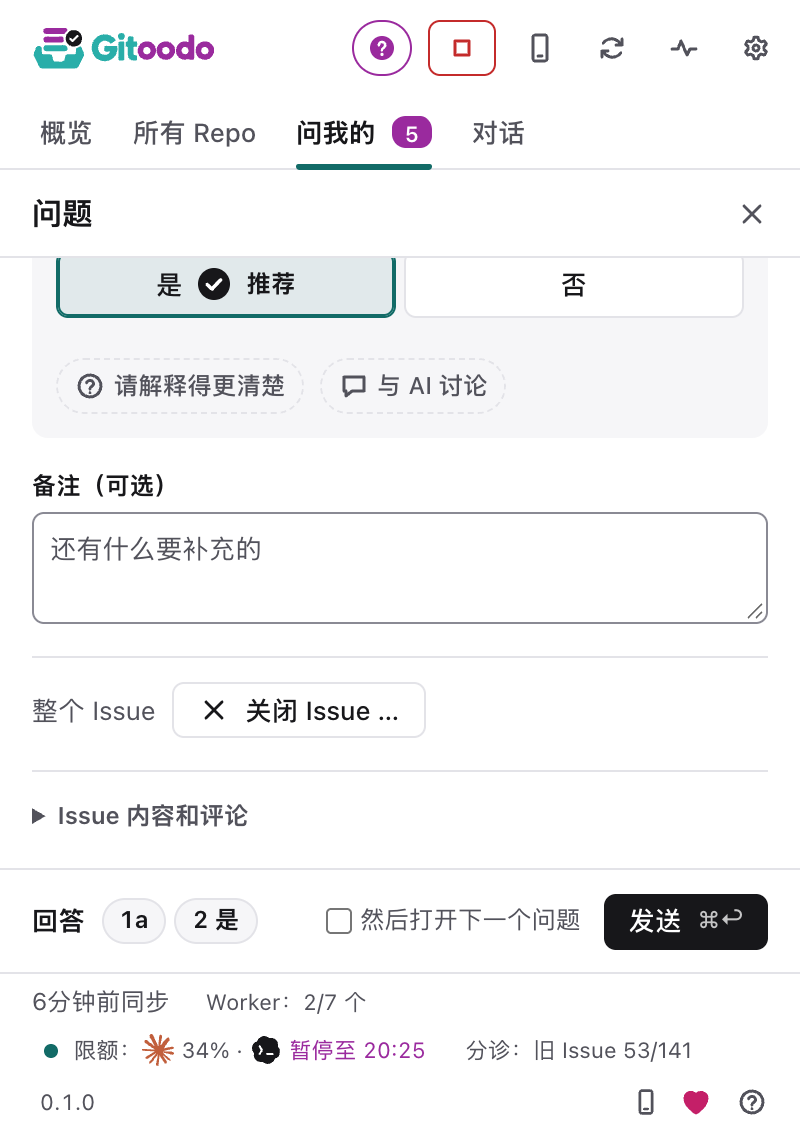 Gitoodo
概览 所有 Repo 问我的 5 对话
问题
是 推荐 否
请解释得更清楚 与 AI 讨论
备注（可选）
还有什么要补充的
整个 Issue 关闭 Issue ...
Issue 内容和评论
回答 1a 2 是 然后打开下一个问题 发送 ⌘↩
6分钟前同步 Worker：2/7 个
限额：34% · 暂停至 20:25 分诊：旧 Issue 53/141
0.1.0